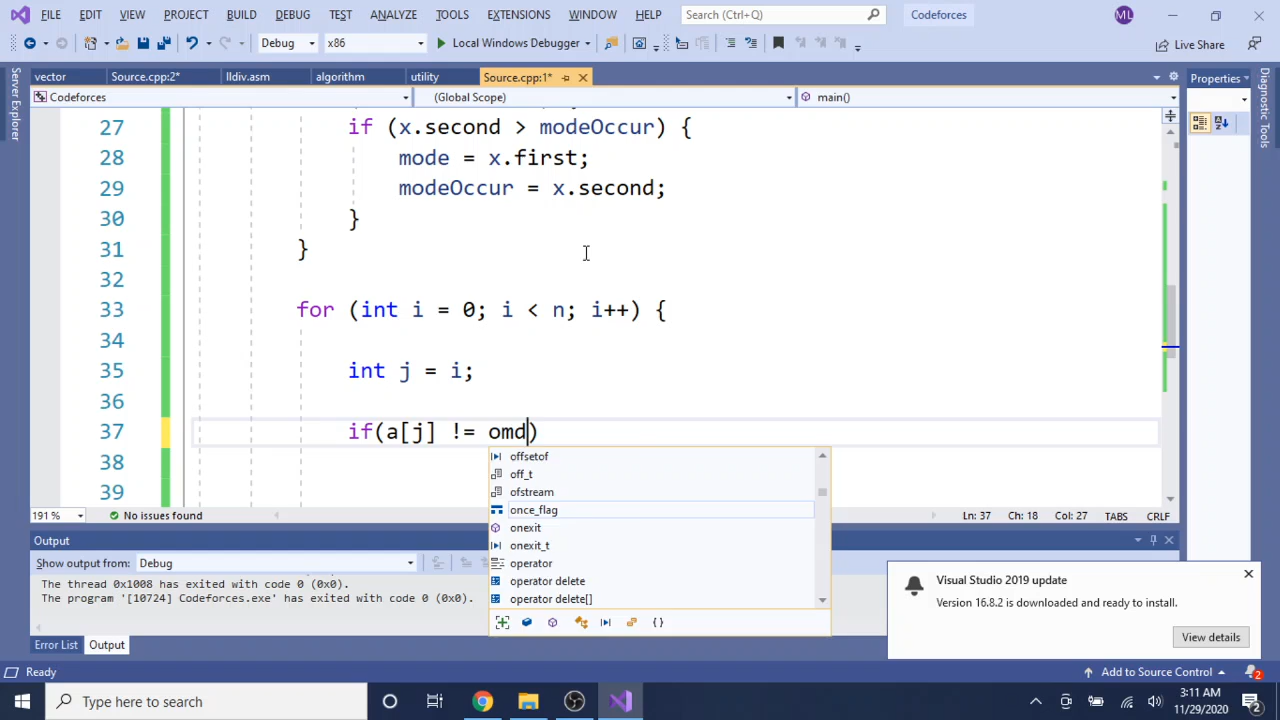 FILE EDIT VIEW PROJECT BUILD DEBUG TEST ANALYZE TOOLS EXTENSIONS WINDOW HELP Search (Ctrl+Q) Codeforces ML
Debug x86 Local Windows Debugger Live Share
vector Source.cpp:2* lldiv.asm algorithm utility Source.cpp:1*
Codeforces (Global Scope) main()
Server Explorer
Properties
Diagnostic Tools
27 if (x.second > modeOccur) {
28 mode = x.first;
29 modeOccur = x.second;
30 }
31 }
32
33 for (int i = 0; i < n; i++) {
34
35 int j = i;
36
37 if(a[j] != omd)
38
39
offsetof
off_t
ofstream
once_flag
onexit
onexit_t
operator
operator delete
operator delete[]
191 % No issues found Ln: 37 Ch: 18 Col: 27 TABS CRLF
Output
Show output from: Debug
The thread 0x1008 has exited with code 0 (0x0).
The program '[10724] Codeforces.exe' has exited with code 0 (0x0).
Error List Output
Visual Studio 2019 update
Version 16.8.2 is downloaded and ready to install.
View details
Ready Add to Source Control 2
Type here to search
3:11 AM
11/29/2020
2